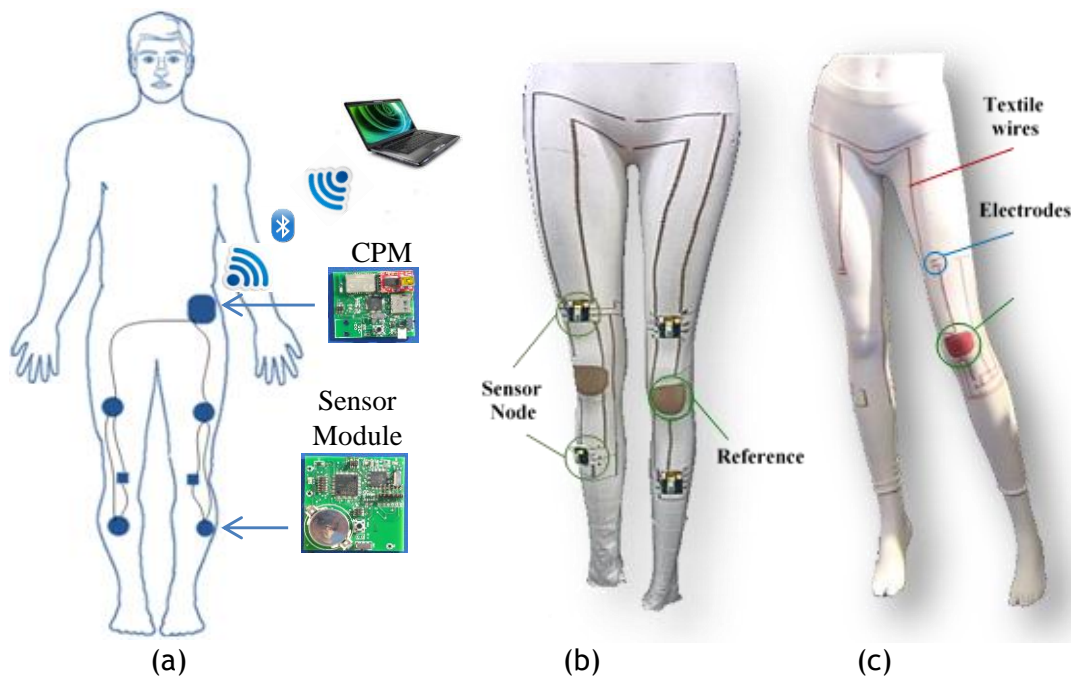 CPM
Sensor
Module
Sensor
Node
Reference
Textile
wires
Electrodes
(a)
(b)
(c)